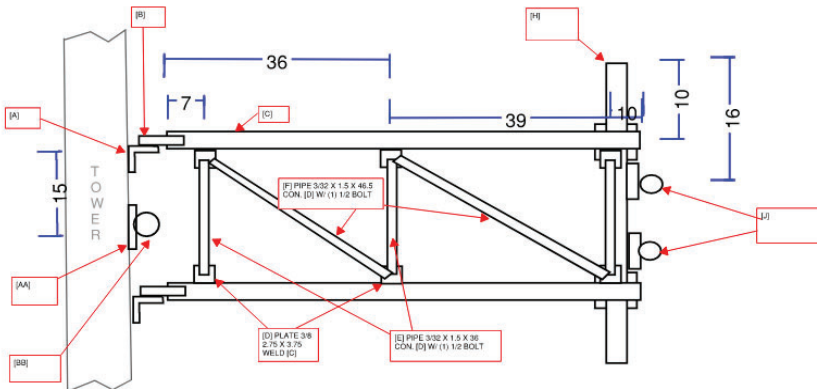 [B]
[H]
36
[A]
7
[C]
10
39
10
16
15
TOWER
[F] PIPE 3/32 X 1.5 X 46.5
CON. [D] W/ (1) 1/2 BOLT
[J]
[AA]
[D] PLATE 3/8
2.75 X 3.75
WELD [C]
[E] PIPE 3/32 X 1.5 X 36
CON. [D] W/ (1) 1/2 BOLT
[BB]